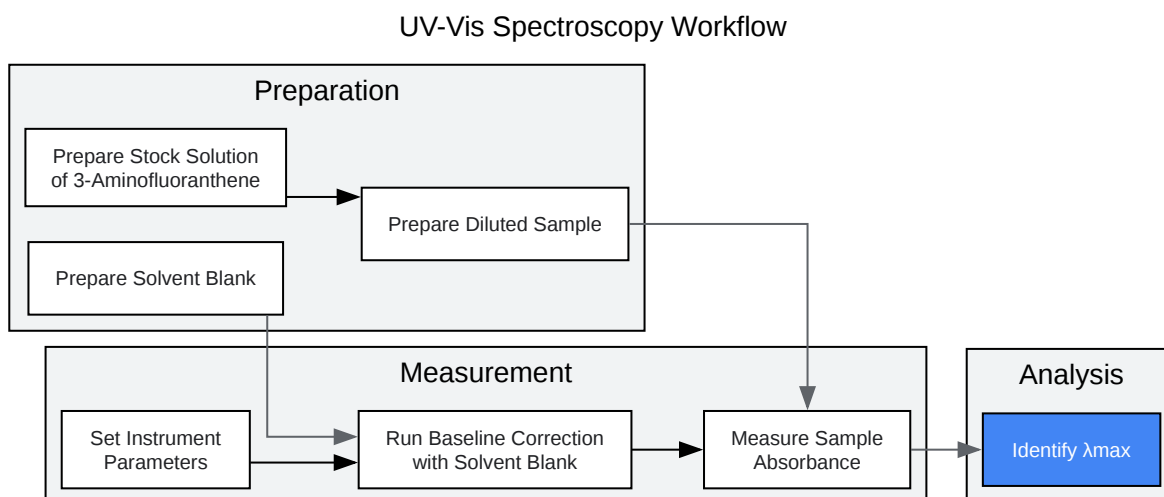 UV-Vis Spectroscopy Workflow
Preparation
Prepare Stock Solution
of 3-Aminofluoranthene
Prepare Diluted Sample
Prepare Solvent Blank
Measurement
Set Instrument
Parameters
Run Baseline Correction
with Solvent Blank
Measure Sample
Absorbance
Analysis
Identify λmax